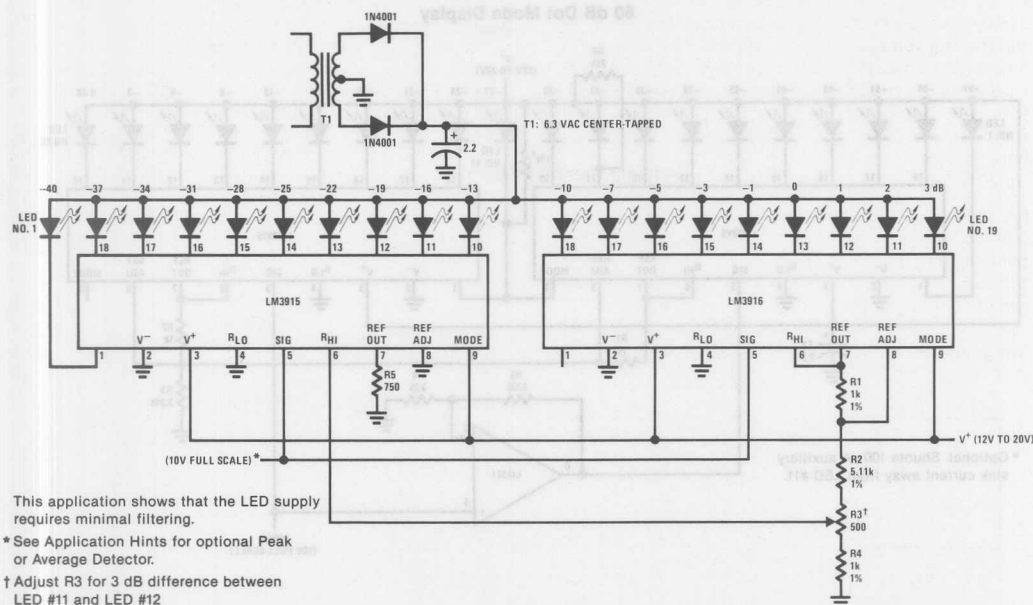 60 dB Dot Mode Display
1N4001
T1
1N4001
+
2.2
T1: 6.3 VAC CENTER-TAPPED
-40 -37 -34 -31 -28 -25 -22 -19 -16 -13 -10 -7 -5 -3 -1 0 1 2 3 dB
LED
NO. 1
LED
NO. 19
18 17 16 15 14 13 12 11 10 18 17 16 15 14 13 12 11 10
LM3915 LM3916
V− V+ RLO SIG RHI REF OUT REF ADJ MODE V− V+ RLO SIG RHI REF OUT REF ADJ MODE
1 2 3 4 5 6 7 8 9 1 2 3 4 5 6 7 8 9
R5
750
R1
1k
1%
V+ (12V TO 20V)
(10V FULL SCALE)*
R2
5.11k
1%
R3†
500
R4
1k
1%
This application shows that the LED supply
requires minimal filtering.
* See Application Hints for optional Peak
or Average Detector.
† Adjust R3 for 3 dB difference between
LED #11 and LED #12